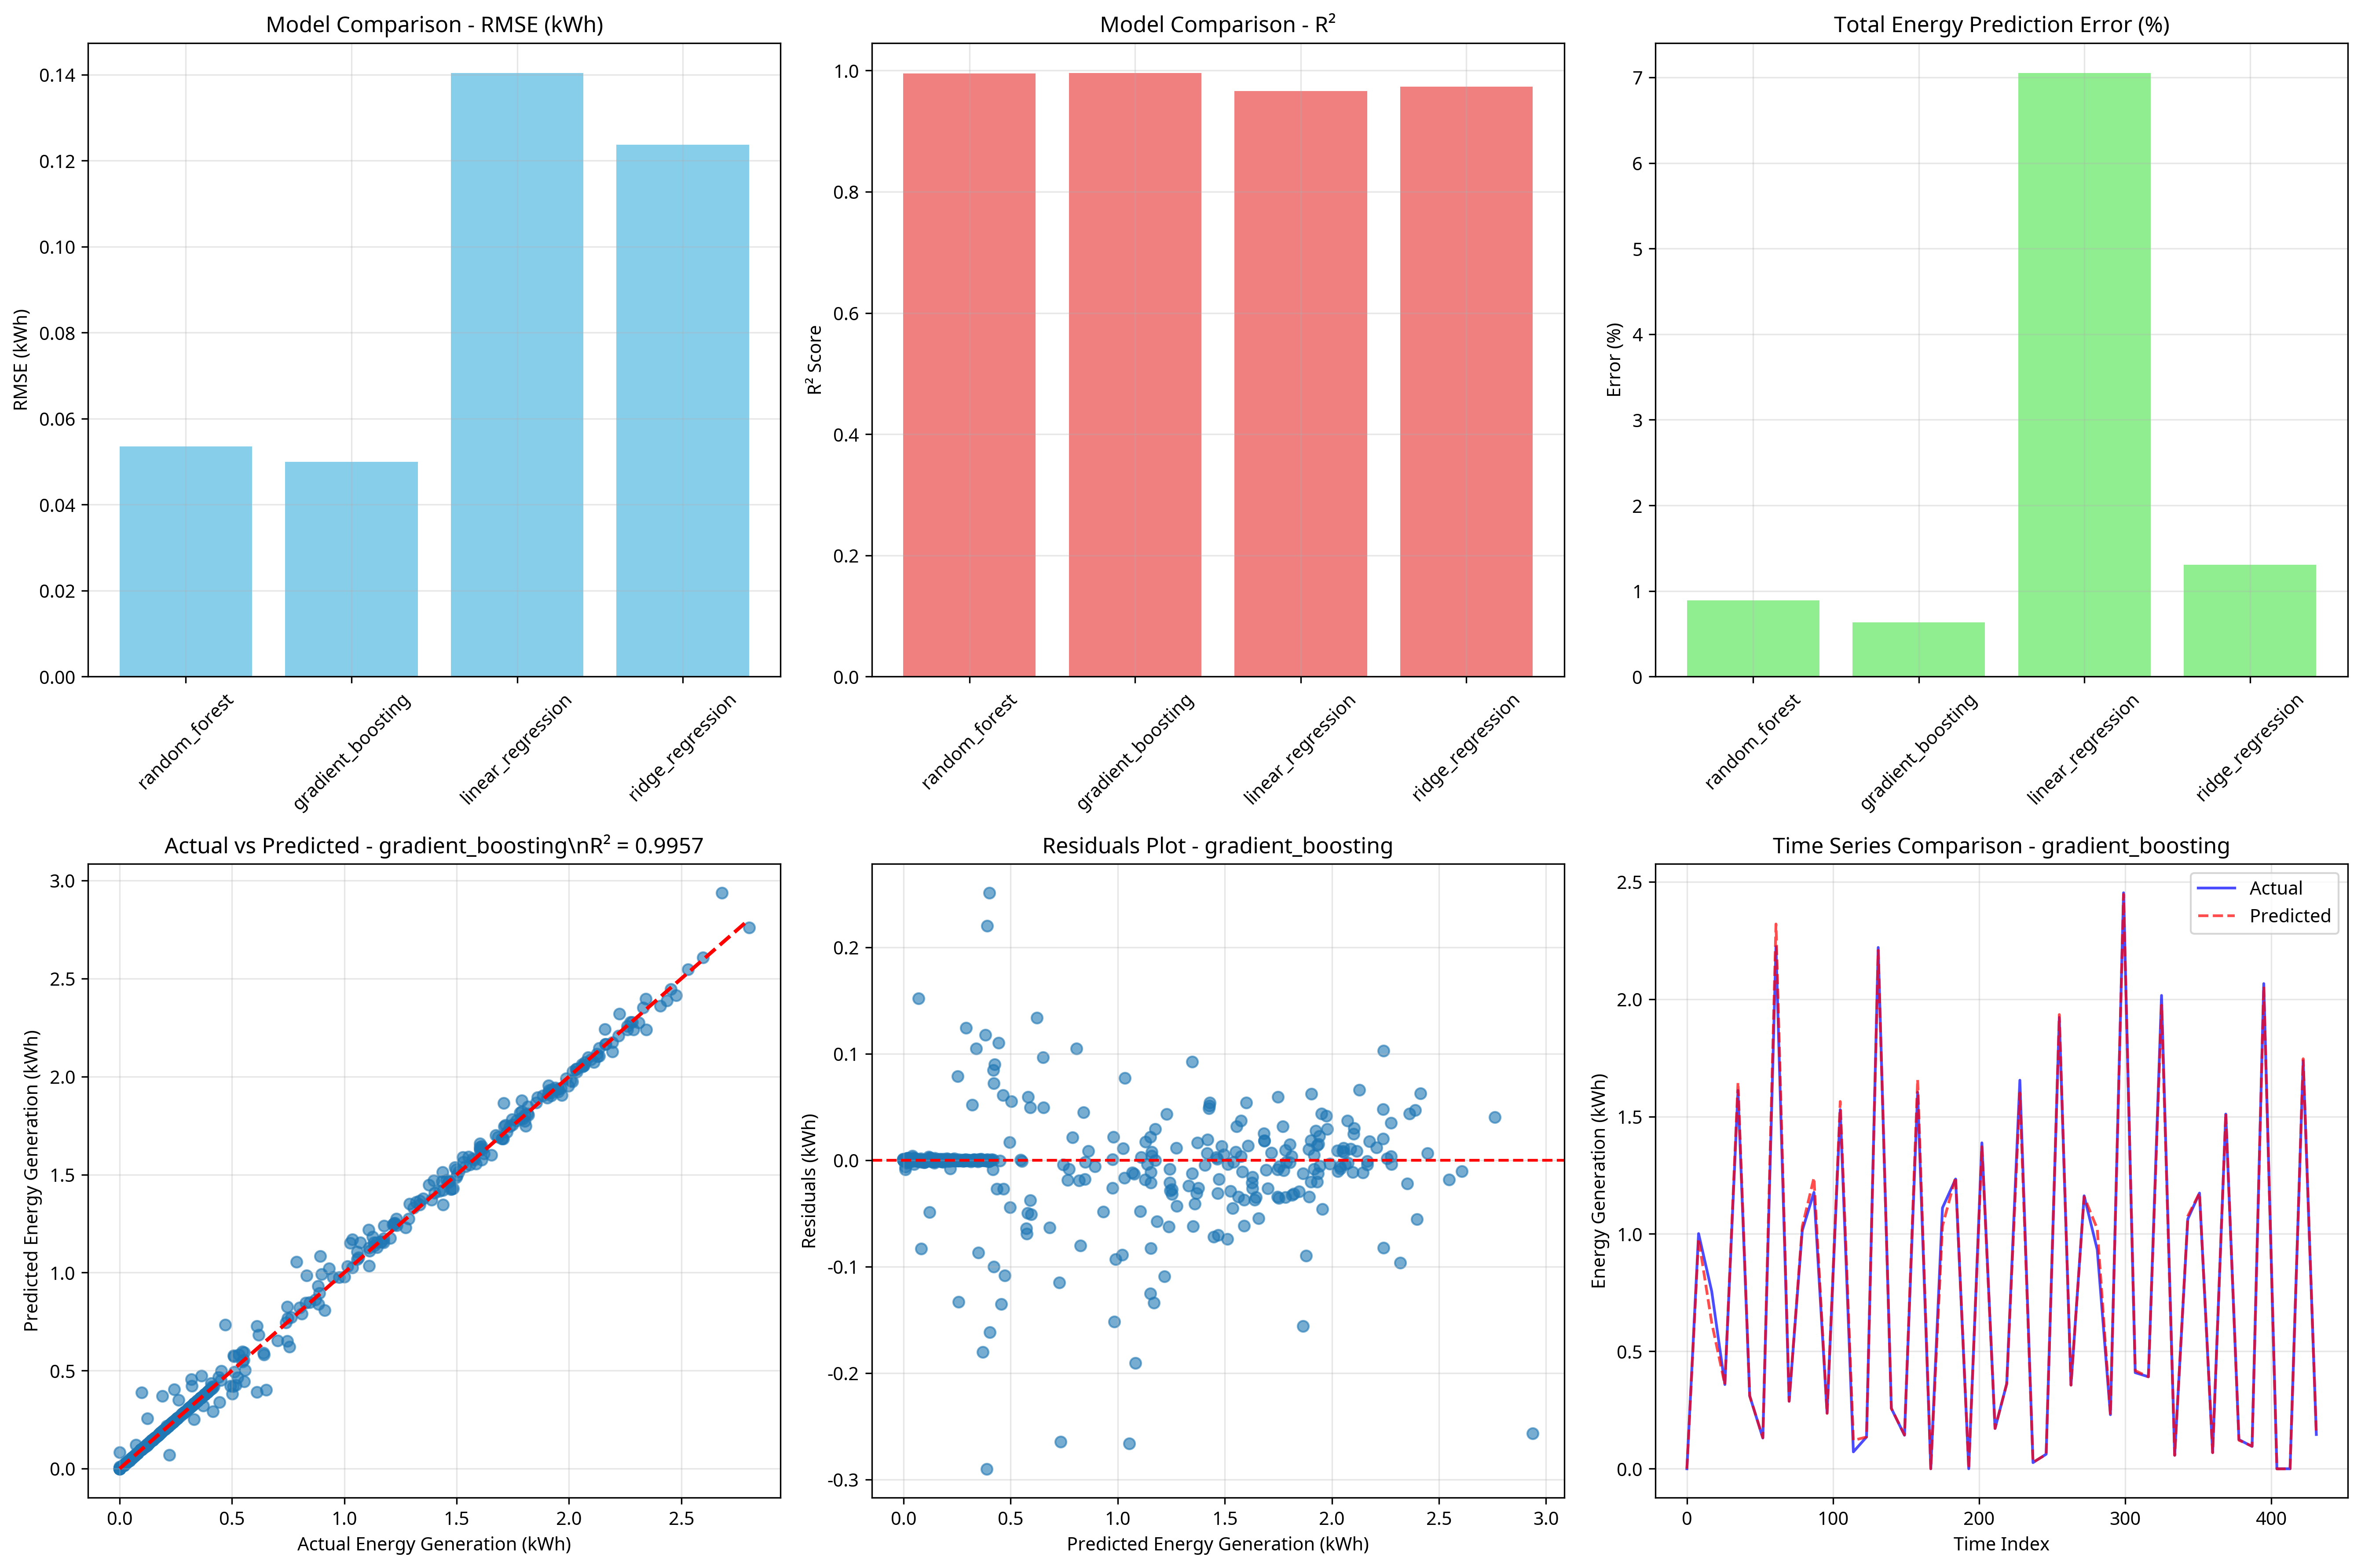 Model Comparison - RMSE (kWh)
RMSE (kWh)
0.14
0.12
0.10
0.08
0.06
0.04
0.02
0.00
random_forest
gradient_boosting
linear_regression
ridge_regression
Model Comparison - R²
R² Score
1.0
0.8
0.6
0.4
0.2
0.0
random_forest
gradient_boosting
linear_regression
ridge_regression
Total Energy Prediction Error (%)
Error (%)
7
6
5
4
3
2
1
0
random_forest
gradient_boosting
linear_regression
ridge_regression
Actual vs Predicted - gradient_boosting\nR² = 0.9957
Predicted Energy Generation (kWh)
3.0
2.5
2.0
1.5
1.0
0.5
0.0
0.0 0.5 1.0 1.5 2.0 2.5
Actual Energy Generation (kWh)
Residuals Plot - gradient_boosting
Residuals (kWh)
0.2
0.1
0.0
-0.1
-0.2
-0.3
0.0 0.5 1.0 1.5 2.0 2.5 3.0
Predicted Energy Generation (kWh)
Time Series Comparison - gradient_boosting
Actual
Predicted
Energy Generation (kWh)
2.5
2.0
1.5
1.0
0.5
0.0
0 100 200 300 400
Time Index